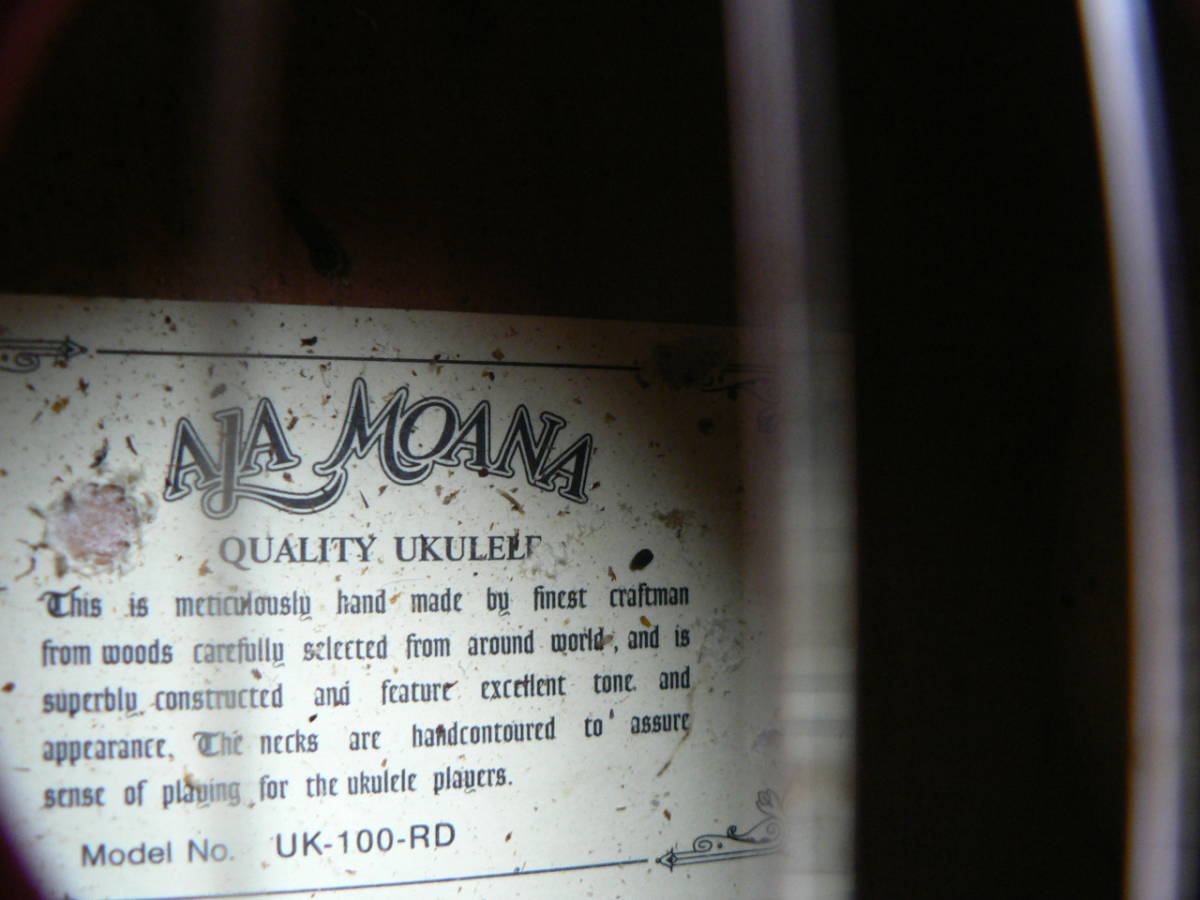 AJA MOANA
QUALITY UKULELE
This is meticulously hand made by finest craftman
from woods carefully selected from around world, and is
superbly constructed and feature excellent tone and
appearance, The necks are handcontoured to assure
sense of playing for the ukulele players.
Model No. UK-100-RD